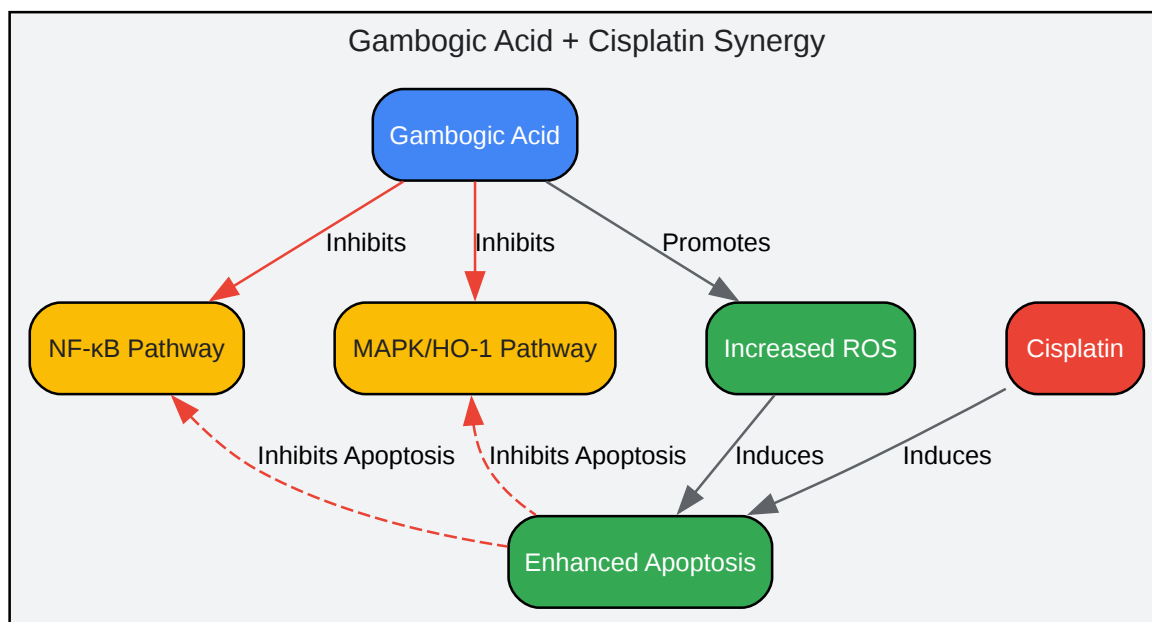 Gambogic Acid + Cisplatin Synergy
Gambogic Acid
Inhibits
Inhibits
Promotes
NF-κB Pathway
MAPK/HO-1 Pathway
Increased ROS
Cisplatin
Inhibits Apoptosis
Inhibits Apoptosis
Induces
Induces
Enhanced Apoptosis